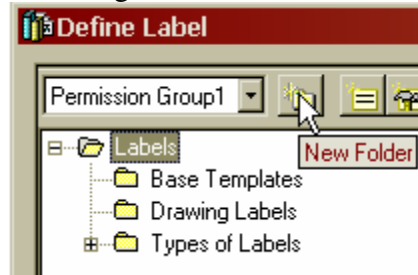 Define Label
Permission Group1
Labels
New Folder
Base Templates
Drawing Labels
Types of Labels